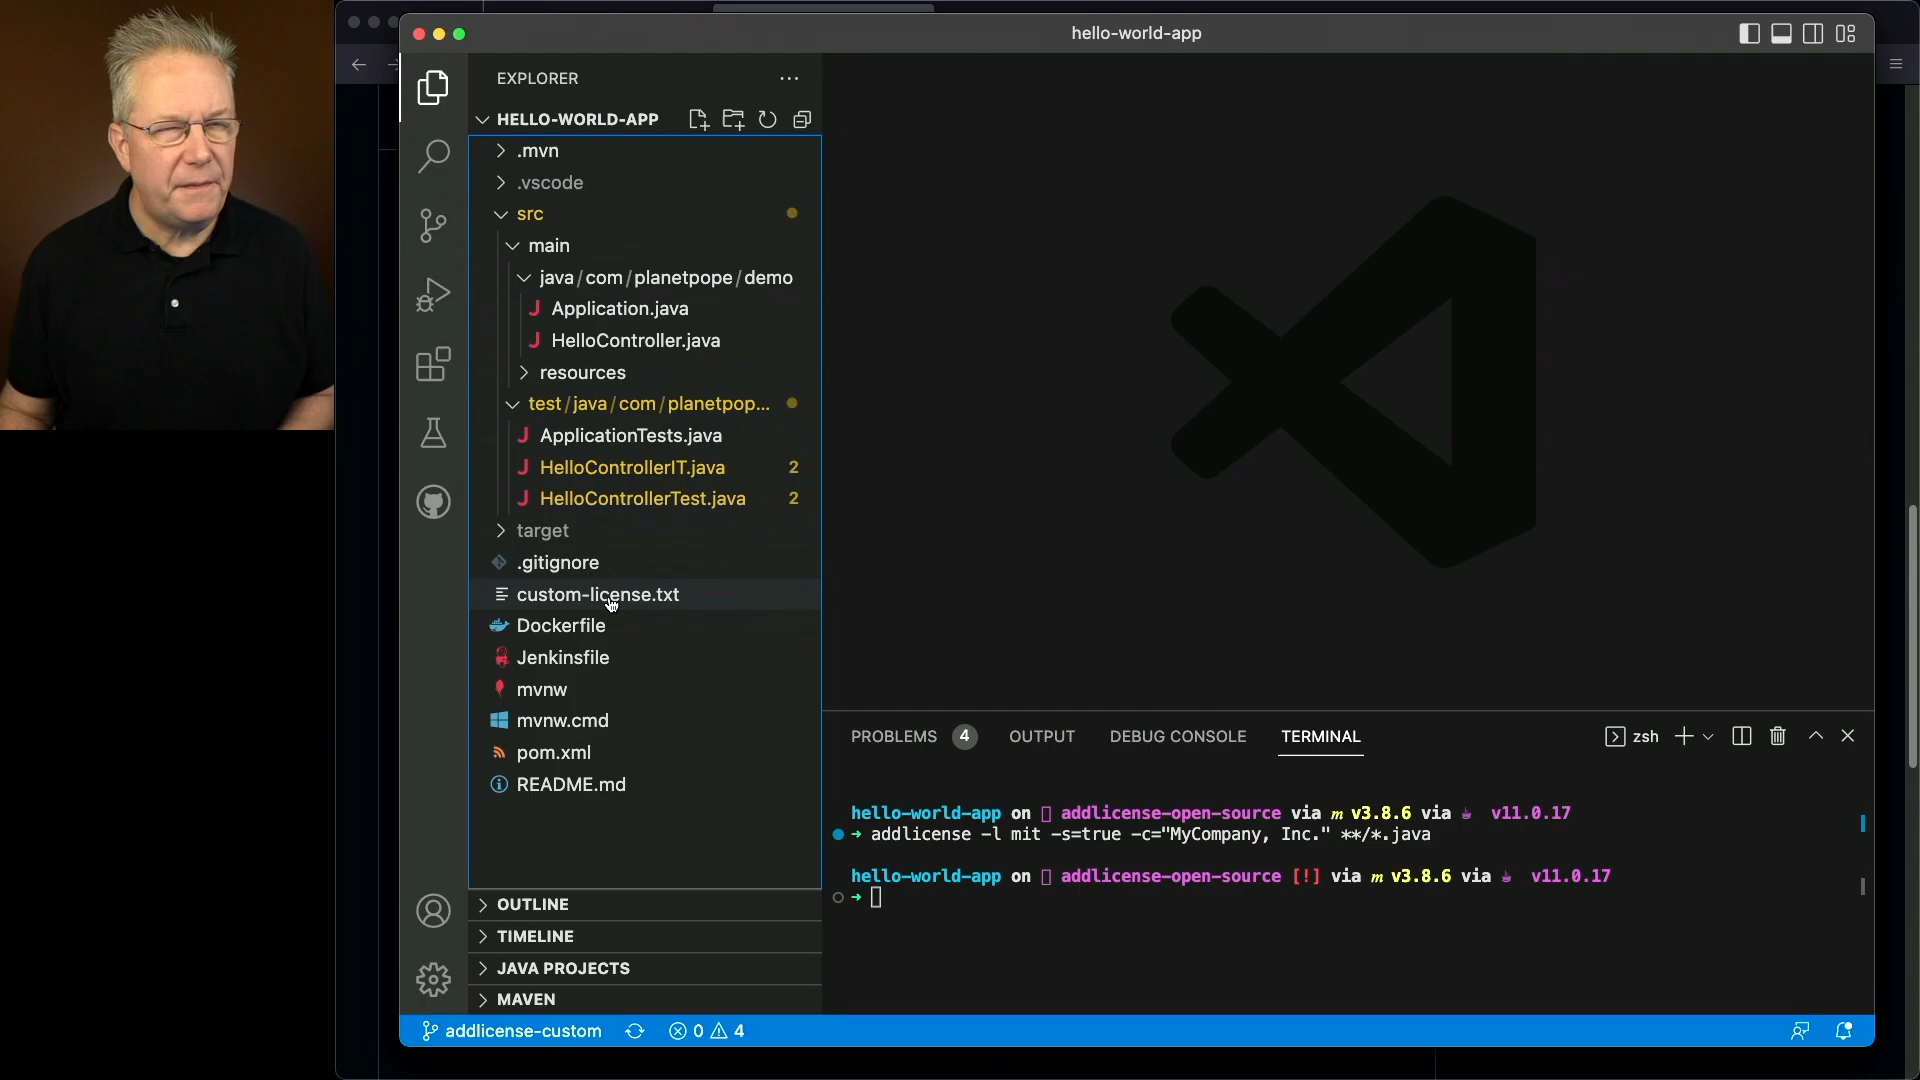 hello-world-app
EXPLORER
HELLO-WORLD-APP
.mvn
.vscode
src
main
java/com/planetpope/demo
Application.java
HelloController.java
resources
test/java/com/planetpop...
ApplicationTests.java
HelloControllerIT.java 2
HelloControllerTest.java 2
target
.gitignore
custom-license.txt
Dockerfile
Jenkinsfile
mvnw
mvnw.cmd
pom.xml
README.md
OUTLINE
TIMELINE
JAVA PROJECTS
MAVEN
PROBLEMS 4 OUTPUT DEBUG CONSOLE TERMINAL zsh
hello-world-app on addlicense-open-source via m v3.8.6 via v11.0.17
➜ addlicense -l mit -s=true -c="MyCompany, Inc." **/*.java
hello-world-app on addlicense-open-source [!] via m v3.8.6 via v11.0.17
➜
addlicense-custom 0 4